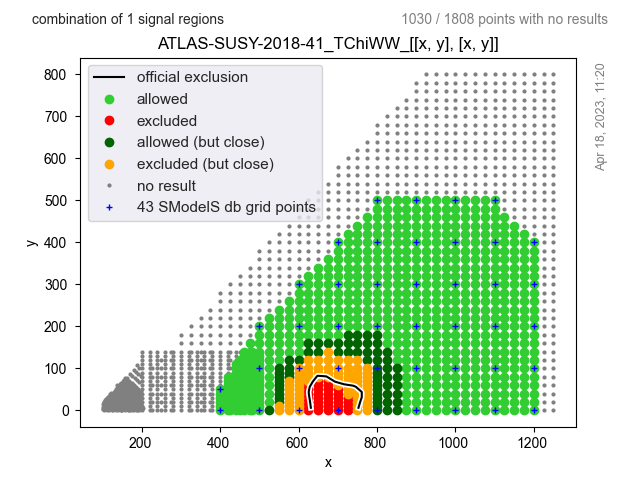 combination of 1 signal regions
1030 / 1808 points with no results
ATLAS-SUSY-2018-41_TChiWW_[[x, y], [x, y]]
official exclusion
allowed
excluded
allowed (but close)
excluded (but close)
no result
43 SModelS db grid points
800
700
600
500
400
300
200
100
0
y
200
400
600
800
1000
1200
x
Apr 18, 2023, 11:20